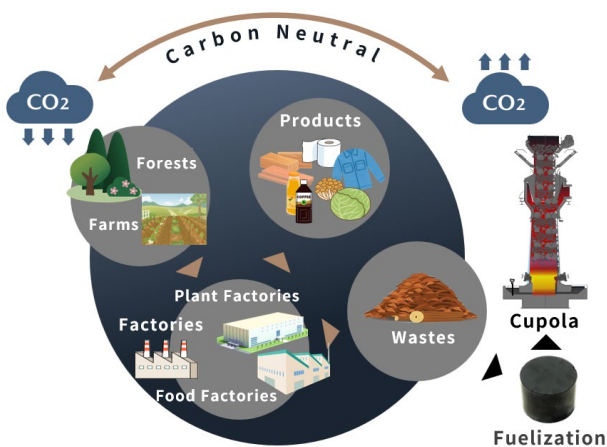 Carbon Neutral
CO2
CO2
Products
Forests
Farms
Plant Factories
Factories
Food Factories
Wastes
Cupola
Fuelization